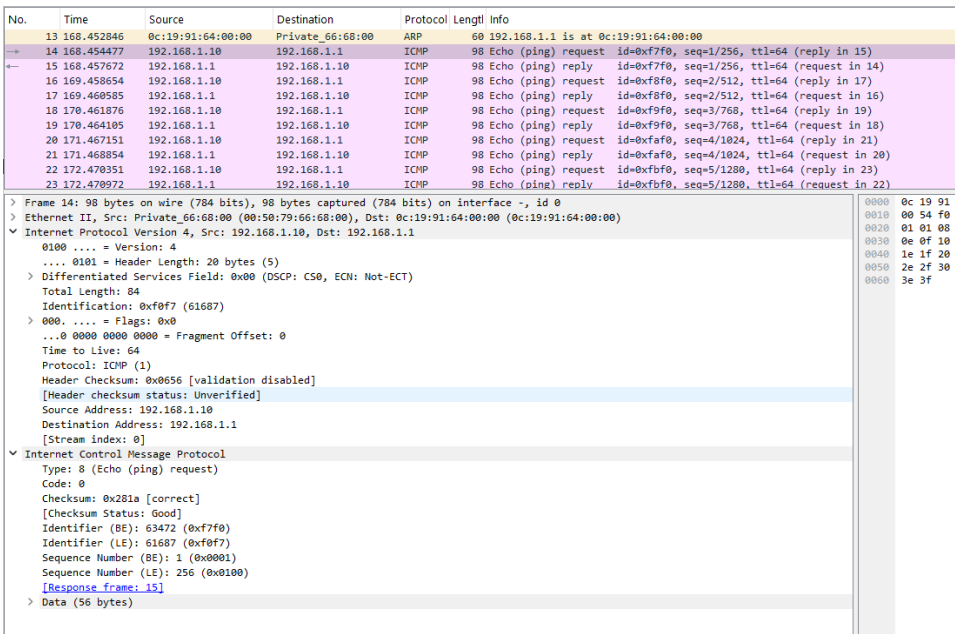 No. Time Source Destination Protocol Lengtl Info
13 168.452846 0c:19:91:64:00:00 Private_66:68:00 ARP 60 192.168.1.1 is at 0c:19:91:64:00:00
14 168.454477 192.168.1.10 192.168.1.1 ICMP 98 Echo (ping) request id=0xf7f0, seq=1/256, ttl=64 (reply in 15)
15 168.457672 192.168.1.1 192.168.1.10 ICMP 98 Echo (ping) reply id=0xf7f0, seq=1/256, ttl=64 (request in 14)
16 169.458654 192.168.1.10 192.168.1.1 ICMP 98 Echo (ping) request id=0xf8f0, seq=2/512, ttl=64 (reply in 17)
17 169.460585 192.168.1.1 192.168.1.10 ICMP 98 Echo (ping) reply id=0xf8f0, seq=2/512, ttl=64 (request in 16)
18 170.461876 192.168.1.10 192.168.1.1 ICMP 98 Echo (ping) request id=0xf9f0, seq=3/768, ttl=64 (reply in 19)
19 170.464105 192.168.1.1 192.168.1.10 ICMP 98 Echo (ping) reply id=0xf9f0, seq=3/768, ttl=64 (request in 18)
20 171.467151 192.168.1.10 192.168.1.1 ICMP 98 Echo (ping) request id=0xfaf0, seq=4/1024, ttl=64 (reply in 21)
21 171.468854 192.168.1.1 192.168.1.10 ICMP 98 Echo (ping) reply id=0xfaf0, seq=4/1024, ttl=64 (request in 20)
22 172.470351 192.168.1.10 192.168.1.1 ICMP 98 Echo (ping) request id=0xfbf0, seq=5/1280, ttl=64 (reply in 23)
23 172.470972 192.168.1.1 192.168.1.10 ICMP 98 Echo (ping) reply id=0xfbf0, seq=5/1280, ttl=64 (request in 22)
Frame 14: 98 bytes on wire (784 bits), 98 bytes captured (784 bits) on interface -, id 0
Ethernet II, Src: Private_66:68:00 (00:50:79:66:68:00), Dst: 0c:19:91:64:00:00 (0c:19:91:64:00:00)
Internet Protocol Version 4, Src: 192.168.1.10, Dst: 192.168.1.1
0100 .... = Version: 4
.... 0101 = Header Length: 20 bytes (5)
Differentiated Services Field: 0x00 (DSCP: CS0, ECN: Not-ECT)
Total Length: 84
Identification: 0xf0f7 (61687)
000. .... = Flags: 0x0
...0 0000 0000 0000 = Fragment Offset: 0
Time to Live: 64
Protocol: ICMP (1)
Header Checksum: 0x0656 [validation disabled]
[Header checksum status: Unverified]
Source Address: 192.168.1.10
Destination Address: 192.168.1.1
[Stream index: 0]
Internet Control Message Protocol
Type: 8 (Echo (ping) request)
Code: 0
Checksum: 0x281a [correct]
[Checksum Status: Good]
Identifier (BE): 63472 (0xf7f0)
Identifier (LE): 61687 (0xf0f7)
Sequence Number (BE): 1 (0x0001)
Sequence Number (LE): 256 (0x0100)
[Response frame: 15]
Data (56 bytes)
0000 0c 19 91
0010 00 54 f0
0020 01 01 08
0030 0e 0f 10
0040 1e 1f 20
0050 2e 2f 30
0060 3e 3f